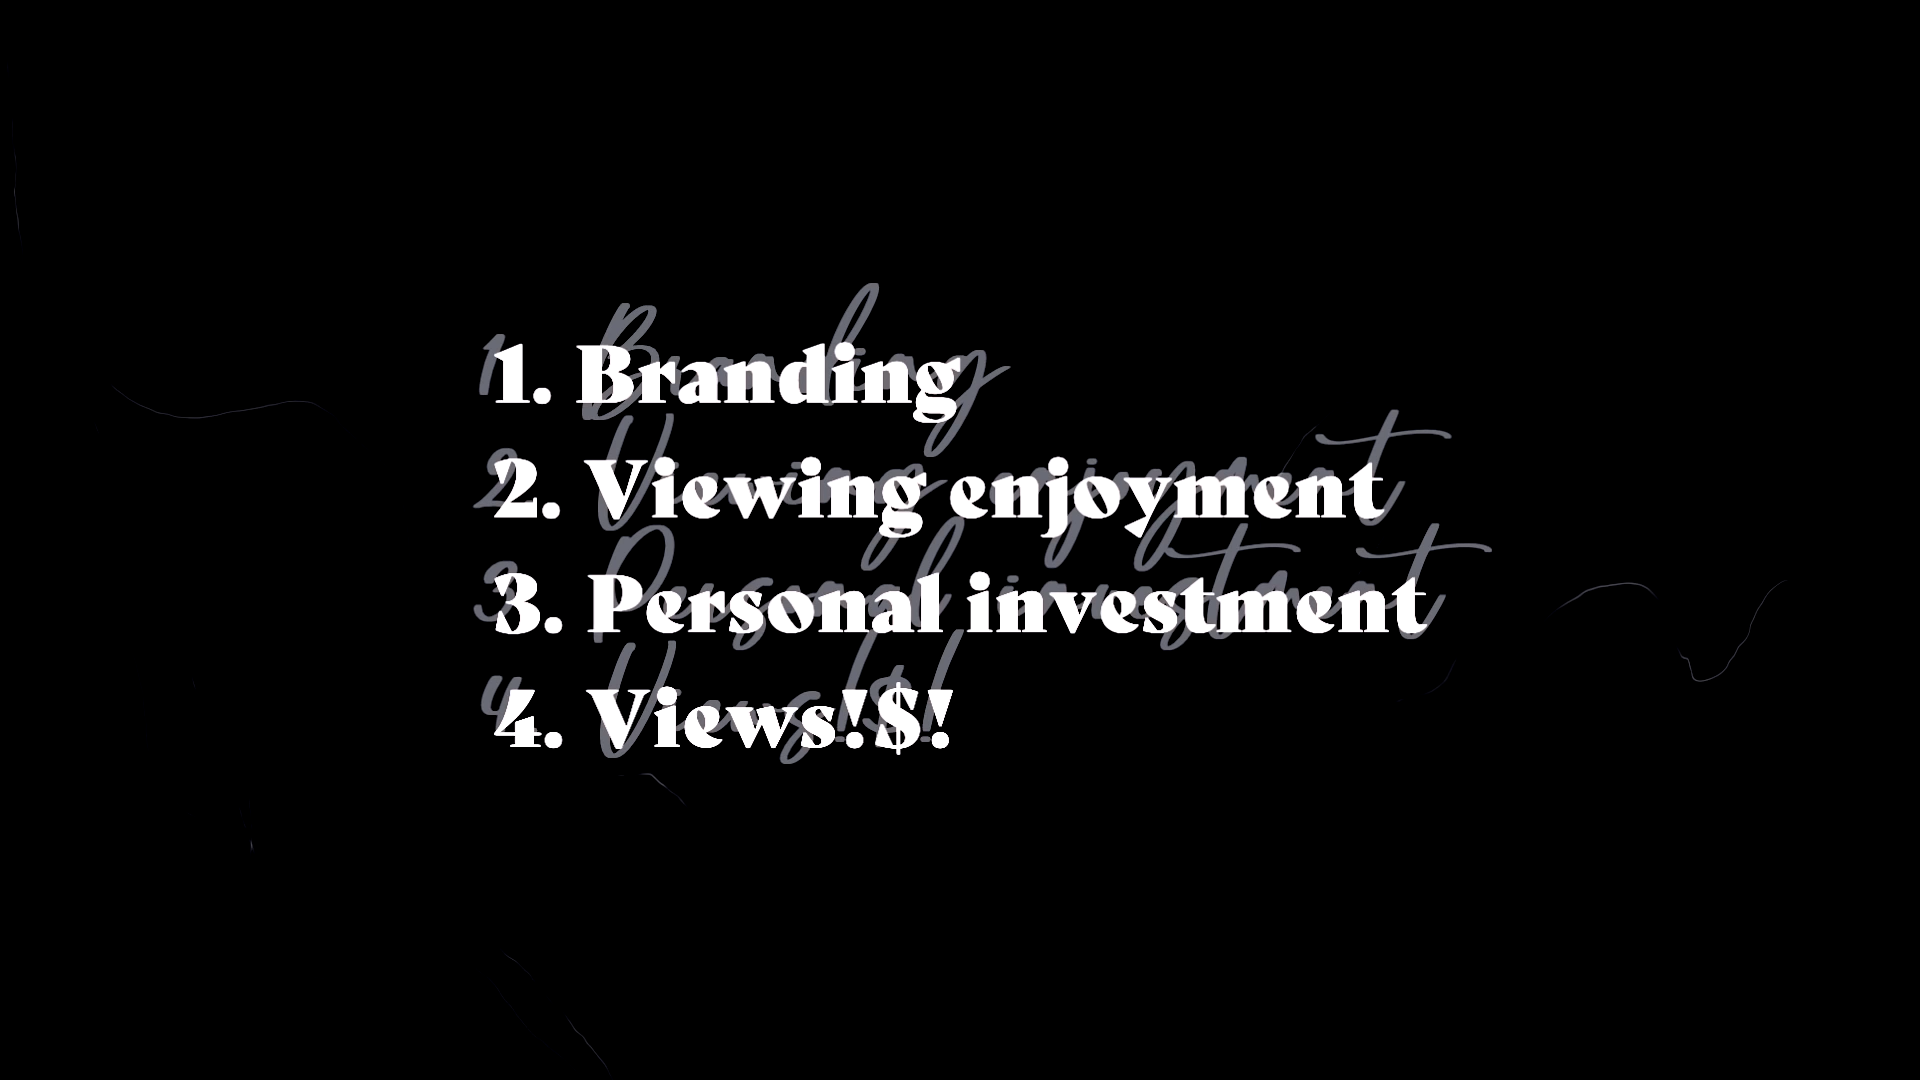 1. Branding
2. Viewing enjoyment
3. Personal investment
4. Views!$!